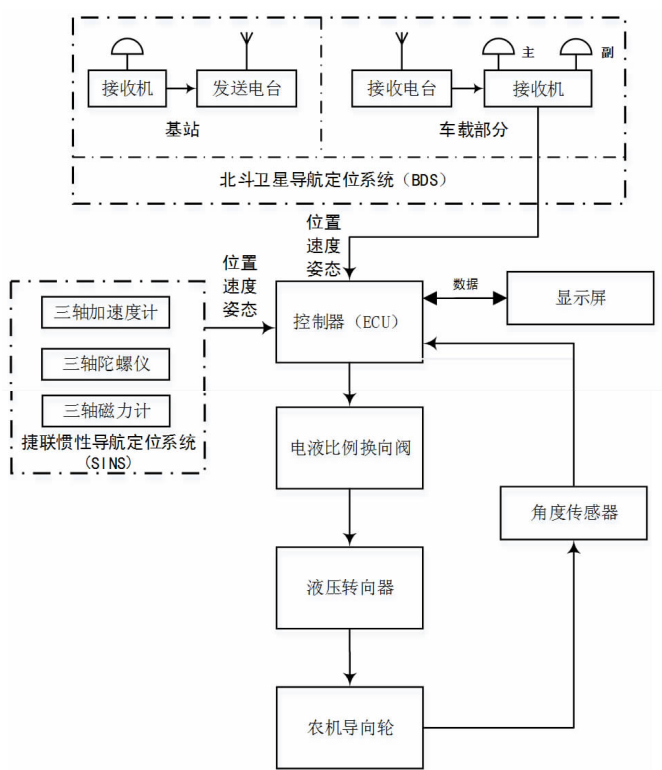 主
副
接收机
发送电台
接收电台
接收机
基站
车载部分
北斗卫星导航定位系统（BDS）
位置
速度
姿态
位置
速度
姿态
三轴加速度计
三轴陀螺仪
三轴磁力计
捷联惯性导航定位系统
（SINS）
控制器（ECU）
数据
显示屏
电液比例换向阀
角度传感器
液压转向器
农机导向轮